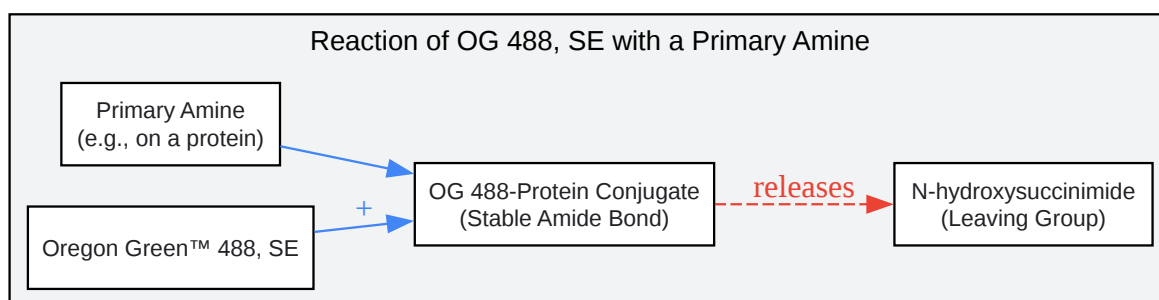 Reaction of OG 488, SE with a Primary Amine
Primary Amine
(e.g., on a protein)
+
Oregon Green™ 488, SE
OG 488-Protein Conjugate
(Stable Amide Bond)
releases
N-hydroxysuccinimide
(Leaving Group)